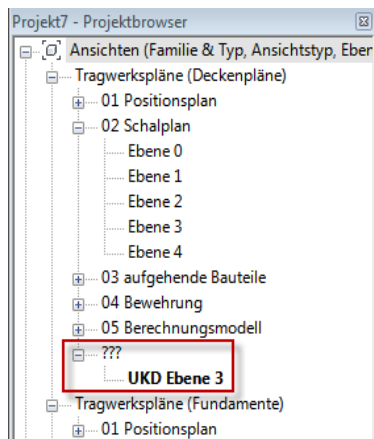 Projekt7 - Projektbrowser
Ansichten (Familie & Typ, Ansichtstyp, Eber
Tragwerkspläne (Deckenpläne)
01 Positionsplan
02 Schalplan
Ebene 0
Ebene 1
Ebene 2
Ebene 3
Ebene 4
03 aufgehende Bauteile
04 Bewehrung
05 Berechnungsmodell
???
UKD Ebene 3
Tragwerkspläne (Fundamente)
01 Positionsplan